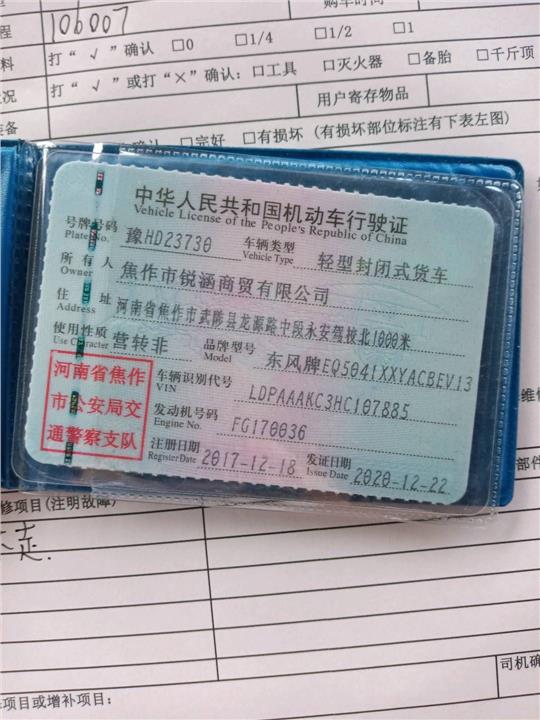 程 106007
购车时间
打“√”确认 □0 □1/4 □1/2 □1
打“√”或打“×”确认：□工具 □灭火器 □备胎 □千斤顶
用户寄存物品
□完好 □有损坏 (有损坏部位标注有下表左图)
中华人民共和国机动车行驶证
Vehicle License of the People's Republic of China
号牌号码 豫HD23730 车辆类型 轻型封闭式货车
Plate No. Vehicle Type
所有人 焦作市锐涵商贸有限公司
Owner
住址 河南省焦作市武陟县龙源路中段永安驾校北1000米
Address
使用性质 营转非 品牌型号 东风牌EQ5041XXYACBEV13
Use Character Model
河南省焦作
市公安局交
通警察支队
车辆识别代号 LDPAAAKC3HC107885
VIN
发动机号码 FG170036
Engine No.
注册日期 2017-12-18 发证日期 2020-12-22
Register Date Issue Date
修项目(注明故障)
司机确
项目或增补项目：